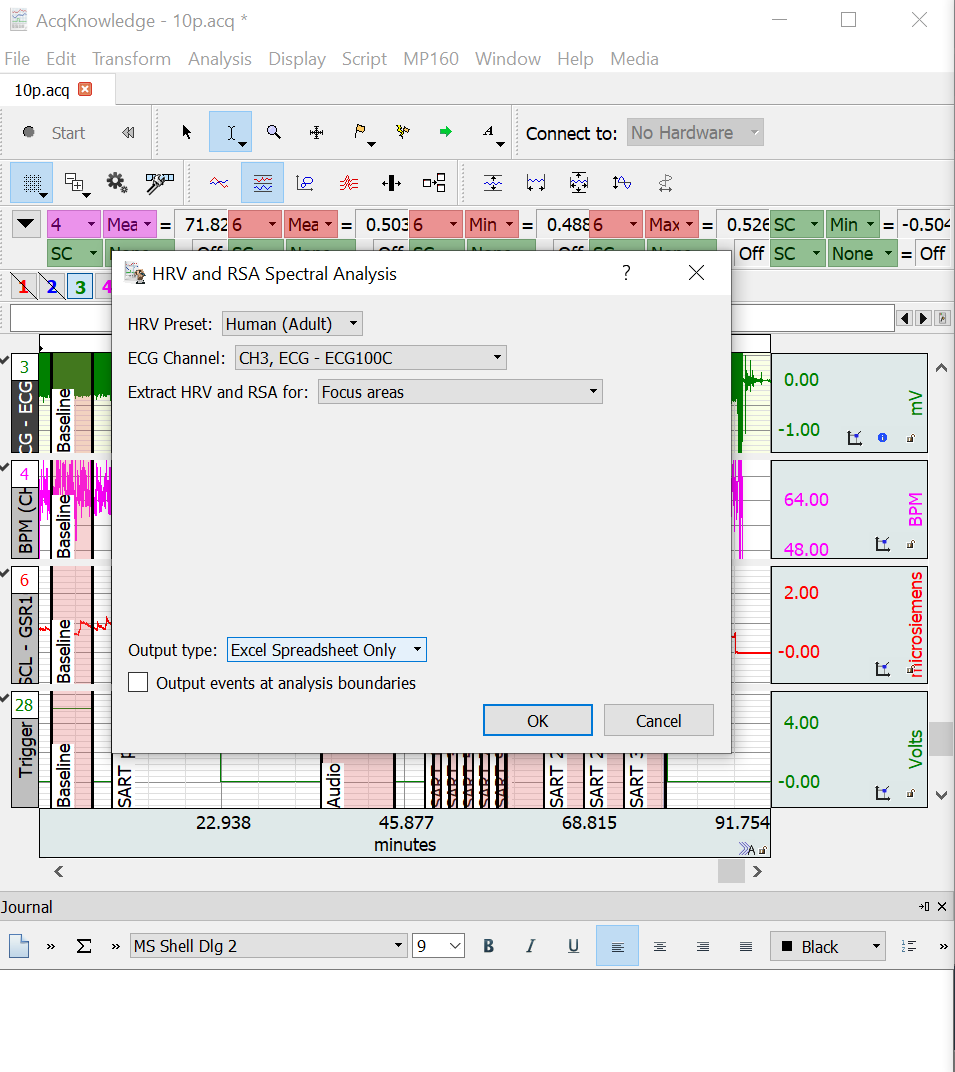 AcqKnowledge - 10p.acq *
File Edit Transform Analysis Display Script MP160 Window Help Media
10p.acq
Start Connect to: No Hardware
4 Mea = 71.82 6 Mea = 0.503 6 Min = 0.488 6 Max = 0.526 SC Min = -0.504
SC None Off SC None Off SC None Off SC None Off SC None = Off
1 2 3 4
HRV and RSA Spectral Analysis ?
HRV Preset: Human (Adult)
ECG Channel: CH3, ECG - ECG100C
Extract HRV and RSA for: Focus areas
Output type: Excel Spreadsheet Only
Output events at analysis boundaries
OK Cancel
3
CG - ECG
Baseline
0.00
-1.00
mV
4
BPM (CH
Baseline
64.00
48.00
BPM
6
SCL - GSR1
Baseline
2.00
-0.00
microsiemens
28
Trigger
Baseline
SART
Audio
SART
SART
SART
SART
SART
SART 2
SART 2
SART 3
4.00
-0.00
Volts
22.938 45.877 68.815 91.754
minutes
Journal
MS Shell Dlg 2 9 B I U Black